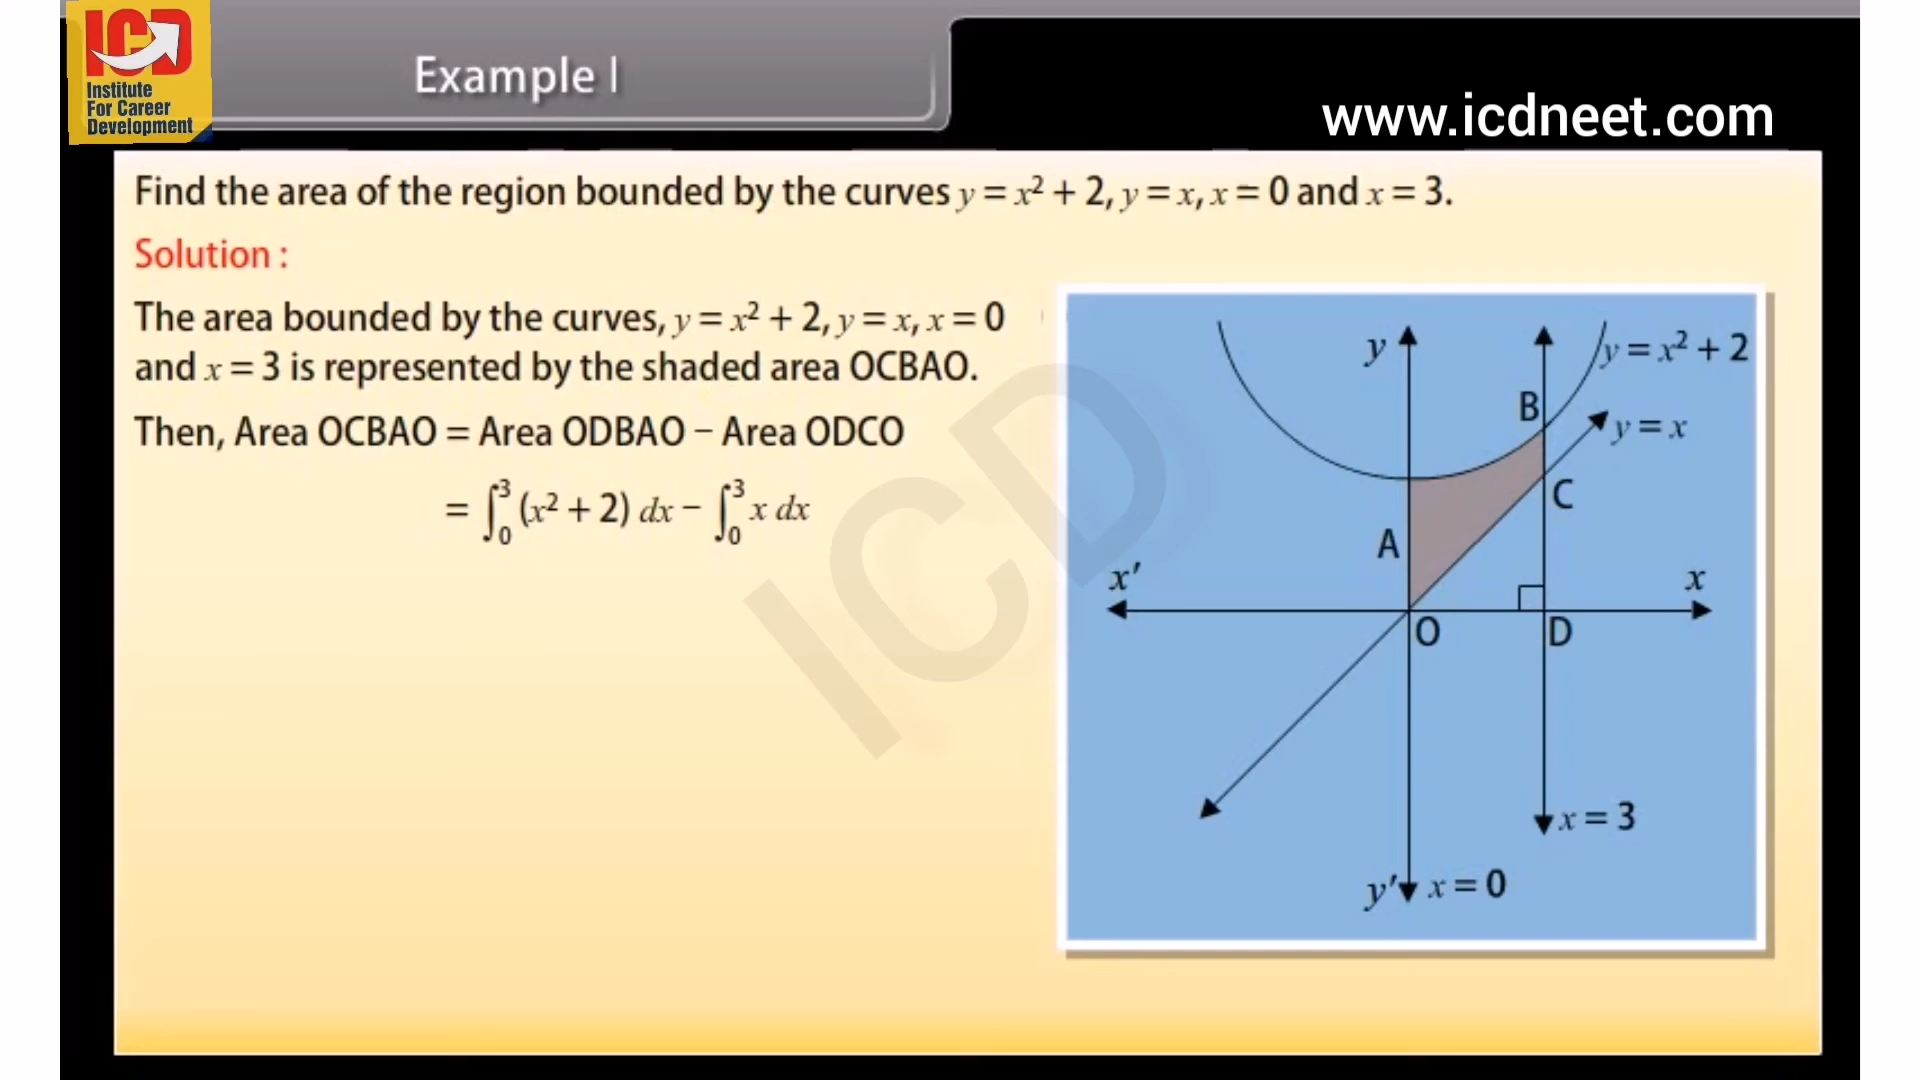 ICD
Institute
For Career
Development
Example I
www.icdneet.com
Find the area of the region bounded by the curves y = x² + 2, y = x, x = 0 and x = 3.
Solution :
The area bounded by the curves, y = x² + 2, y = x, x = 0
and x = 3 is represented by the shaded area OCBAO.
Then, Area OCBAO = Area ODBAO − Area ODCO
= ∫₀³ (x² + 2) dx − ∫₀³ x dx
ICD
y
y = x² + 2
B
y = x
C
A
x′
x
O
D
x = 3
y′
x = 0